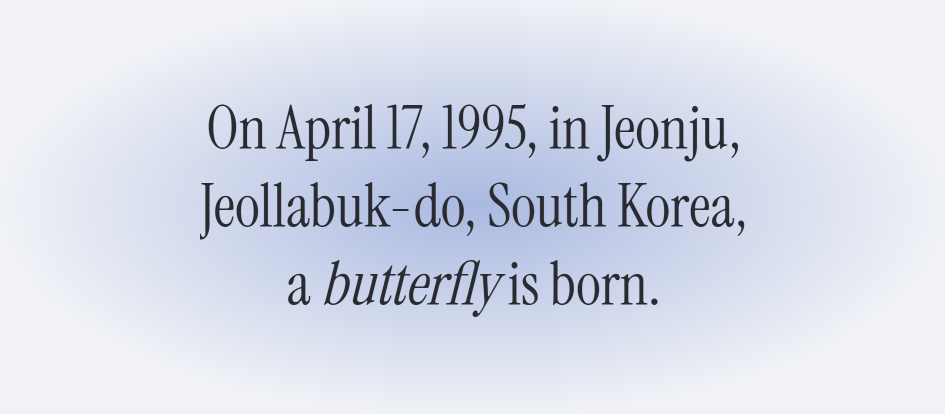 On April 17, 1995, in Jeonju,
Jeollabuk-do, South Korea,
a butterfly is born.